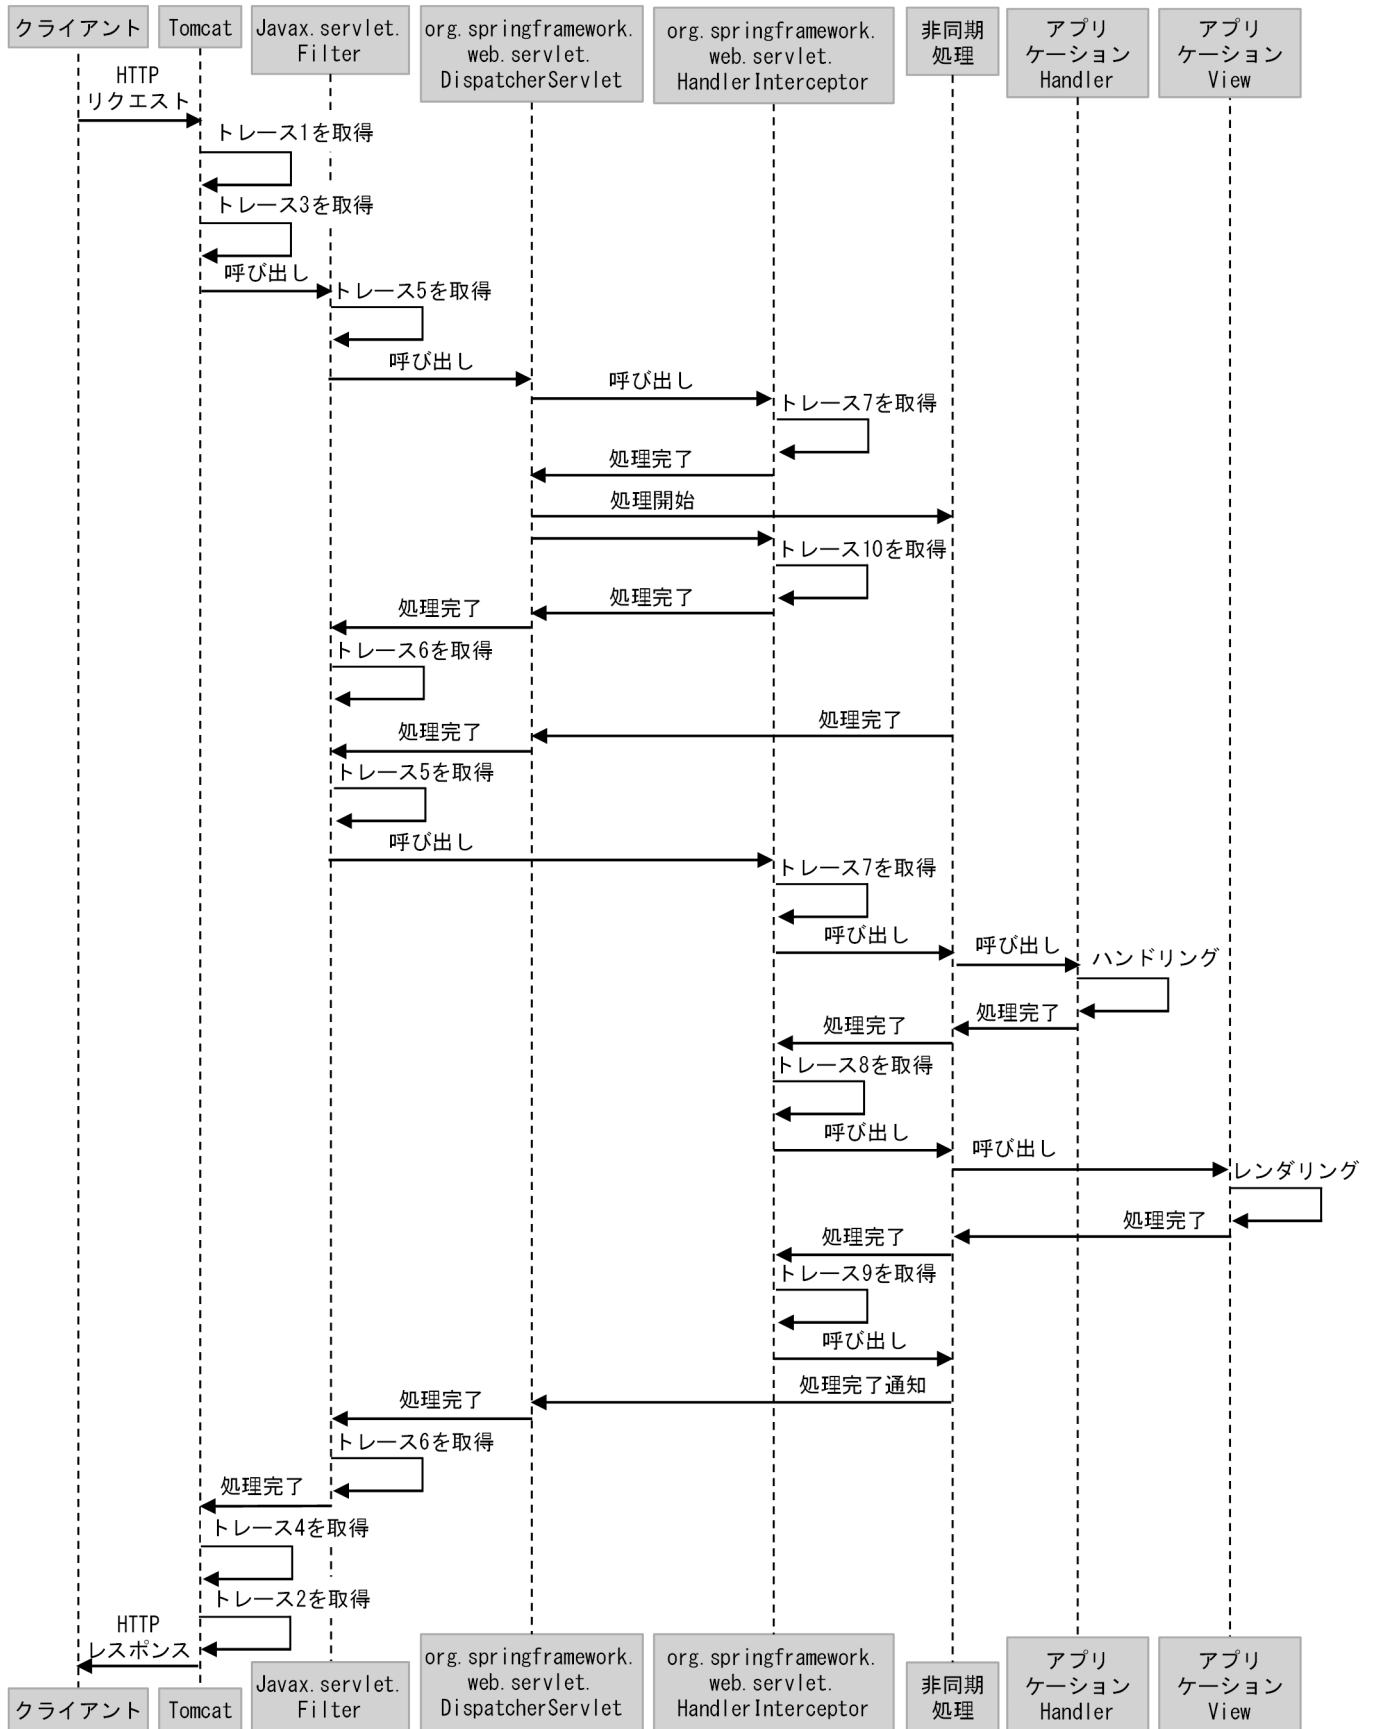 クライアント
Tomcat
Javax.servlet.
Filter
org.springframework.
web.servlet.
DispatcherServlet
org.springframework.
web.servlet.
HandlerInterceptor
非同期
処理
アプリ
ケーション
Handler
アプリ
ケーション
View
HTTP
リクエスト
トレース1を取得
トレース3を取得
呼び出し
トレース5を取得
呼び出し
呼び出し
トレース7を取得
処理完了
処理開始
トレース10を取得
処理完了
処理完了
トレース6を取得
処理完了
処理完了
トレース5を取得
呼び出し
トレース7を取得
呼び出し
呼び出し
ハンドリング
処理完了
処理完了
トレース8を取得
呼び出し
呼び出し
レンダリング
処理完了
処理完了
トレース9を取得
呼び出し
処理完了通知
処理完了
トレース6を取得
処理完了
トレース4を取得
トレース2を取得
HTTP
レスポンス
クライアント
Tomcat
Javax.servlet.
Filter
org.springframework.
web.servlet.
DispatcherServlet
org.springframework.
web.servlet.
HandlerInterceptor
非同期
処理
アプリ
ケーション
Handler
アプリ
ケーション
View